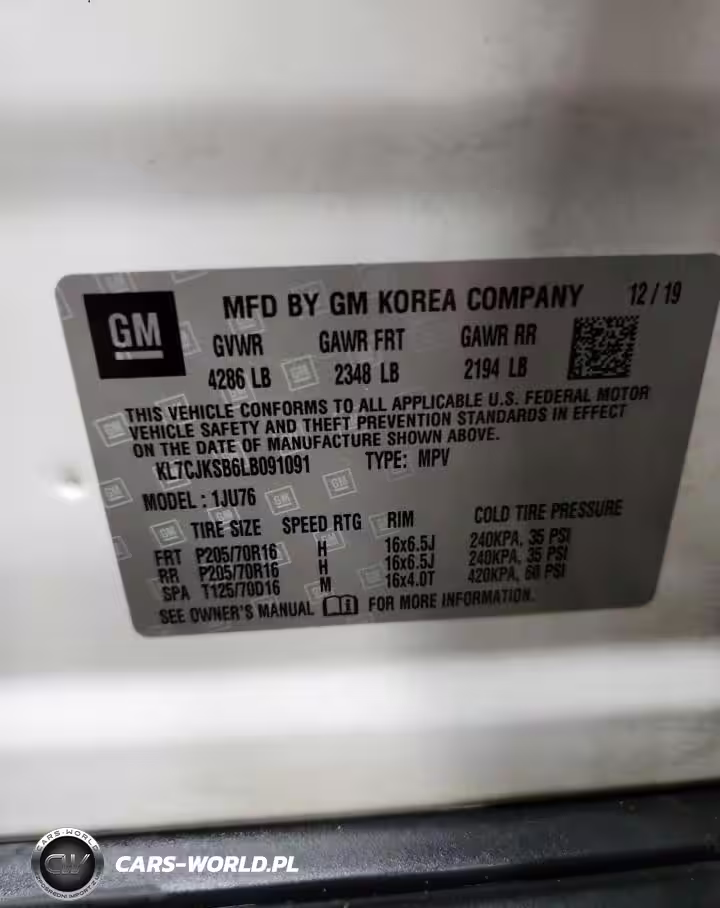 GM
MFD BY GM KOREA COMPANY 12/19
GVWR GAWR FRT GAWR RR
4286 LB 2348 LB 2194 LB
THIS VEHICLE CONFORMS TO ALL APPLICABLE U.S. FEDERAL MOTOR
VEHICLE SAFETY AND THEFT PREVENTION STANDARDS IN EFFECT
ON THE DATE OF MANUFACTURE SHOWN ABOVE.
KL7CJKSB6LB091091 TYPE: MPV
MODEL: 1JU76
TIRE SIZE SPEED RTG RIM COLD TIRE PRESSURE
FRT P205/70R16 H 16x6.5J 240KPA, 35 PSI
RR P205/70R16 H 16x6.5J 240KPA, 35 PSI
SPA T125/70D16 M 16x4.0T 420KPA, 60 PSI
SEE OWNER'S MANUAL FOR MORE INFORMATION.
CARS-WORLD
CARS-WORLD.PL